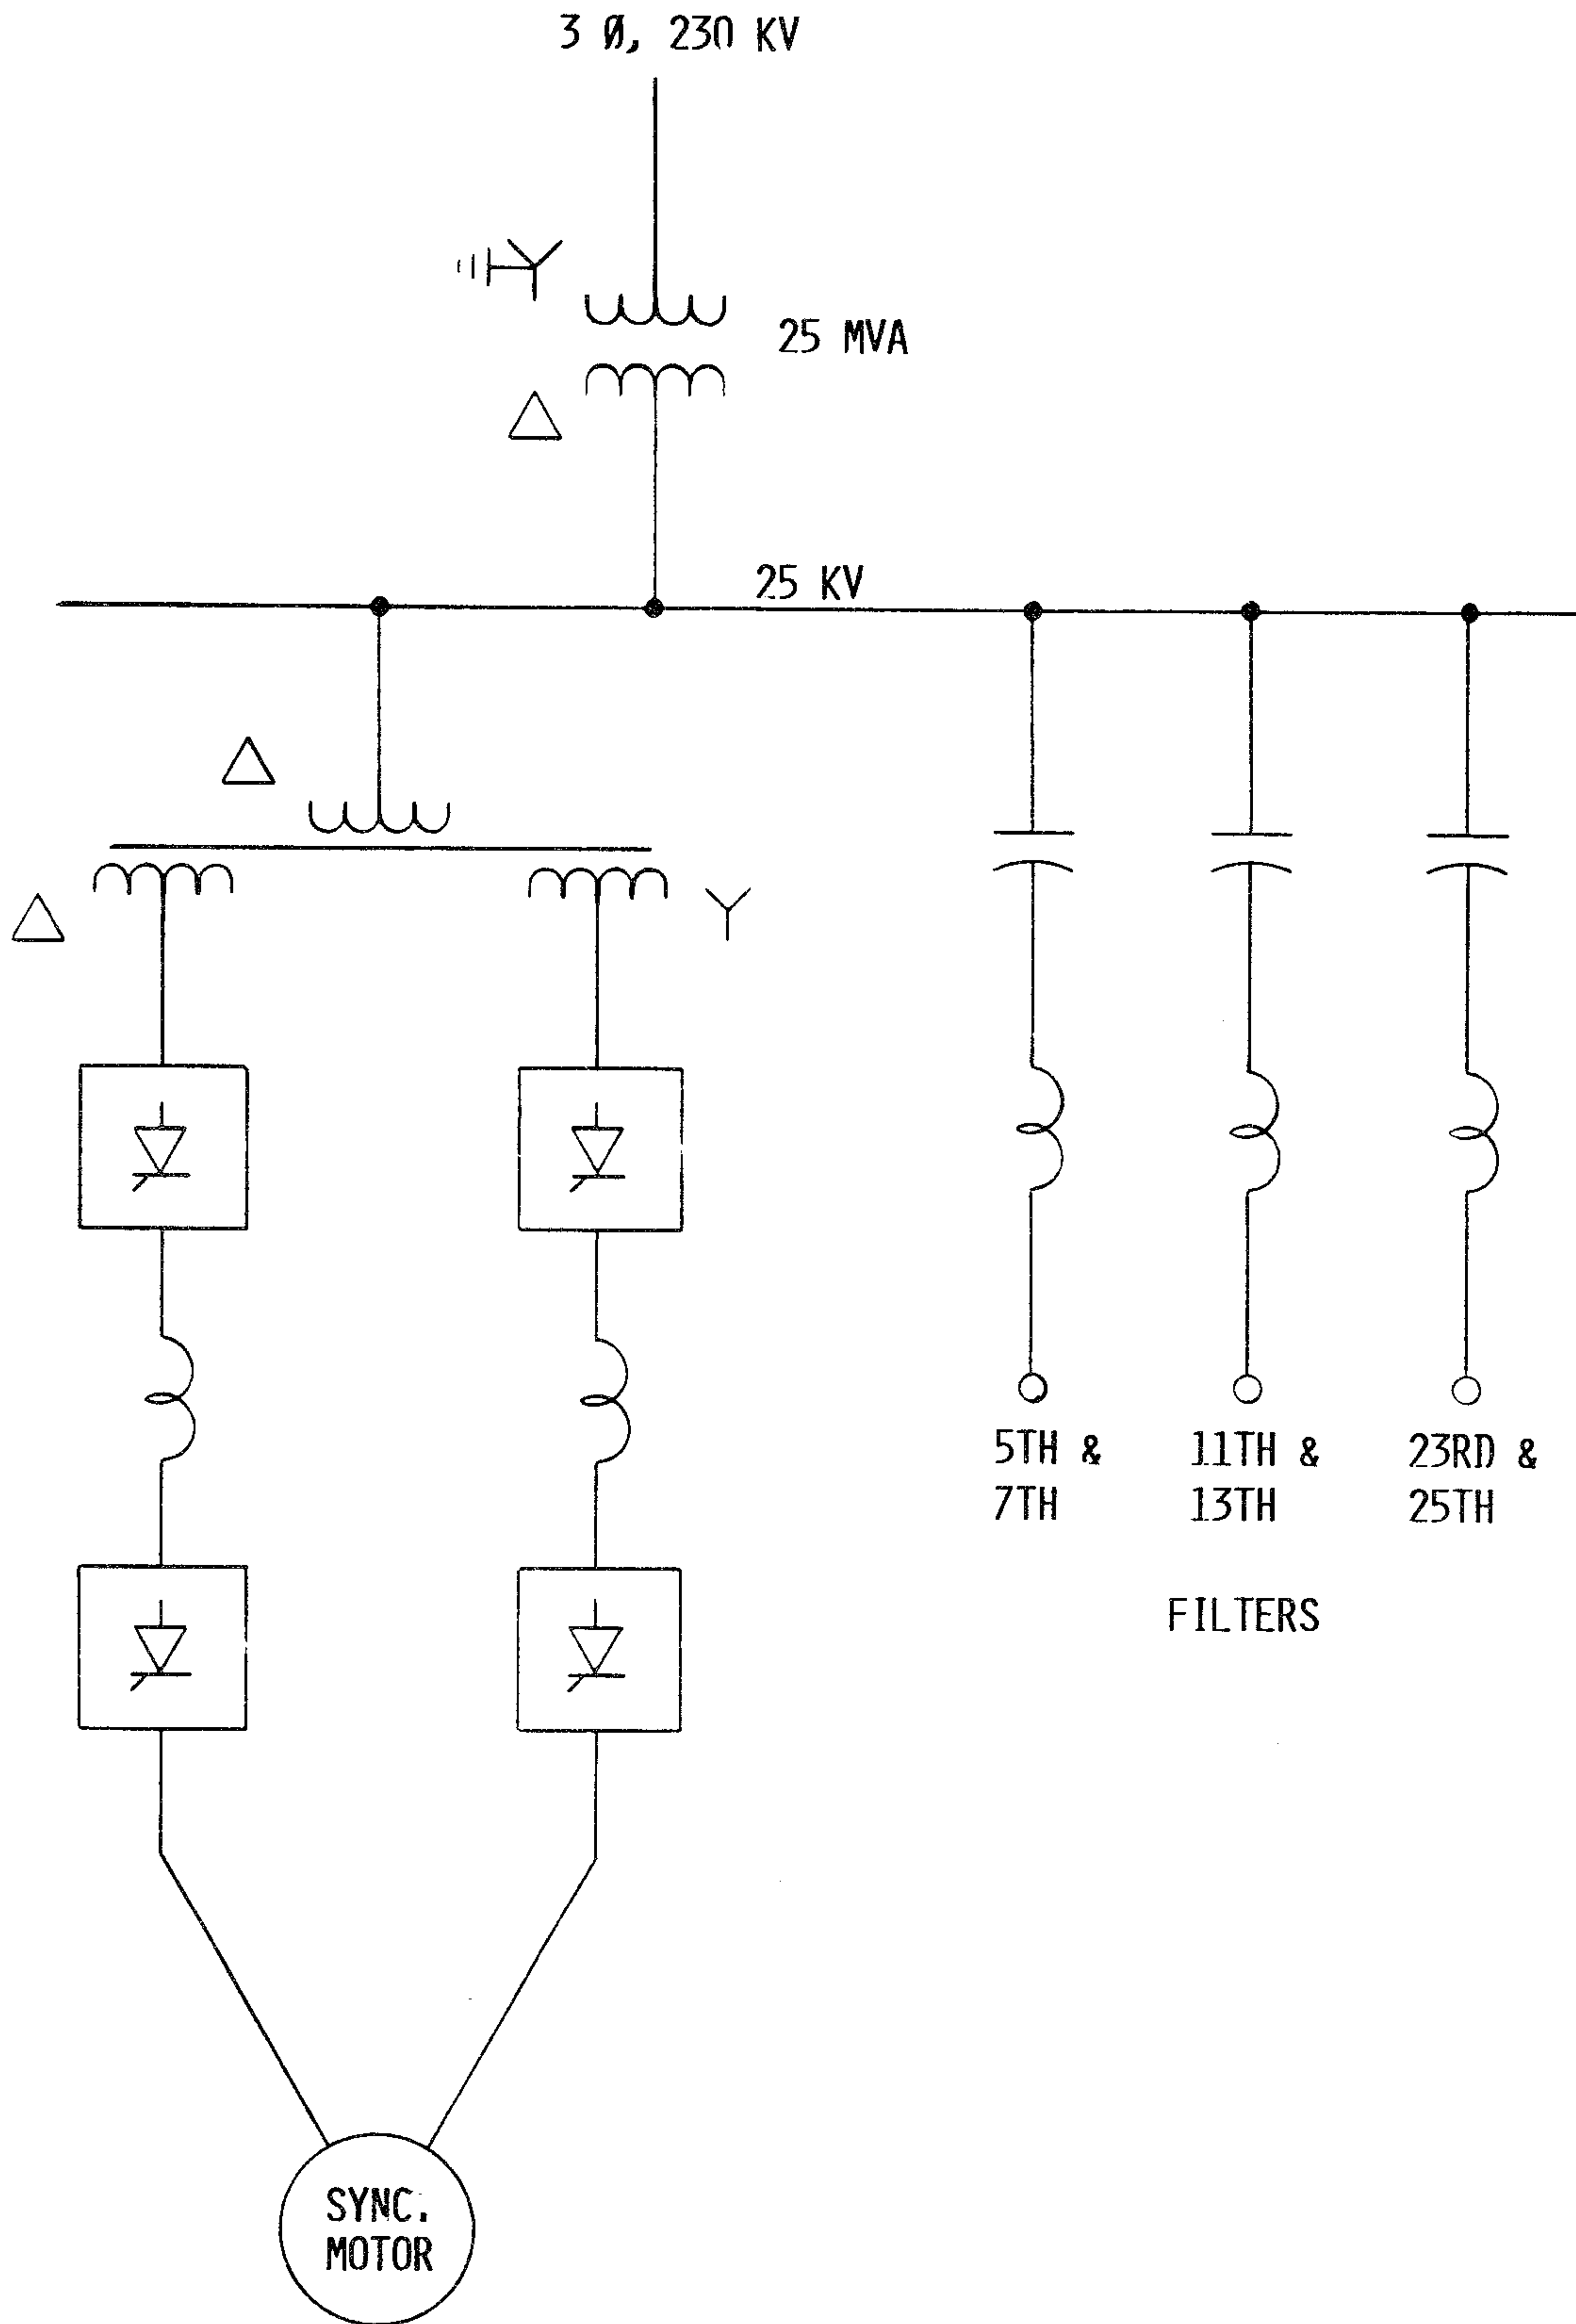 3 Ø, 230 KV
25 MVA
25 KV
5TH &
7TH
11TH &
13TH
23RD &
25TH
FILTERS
SYNC.
MOTOR